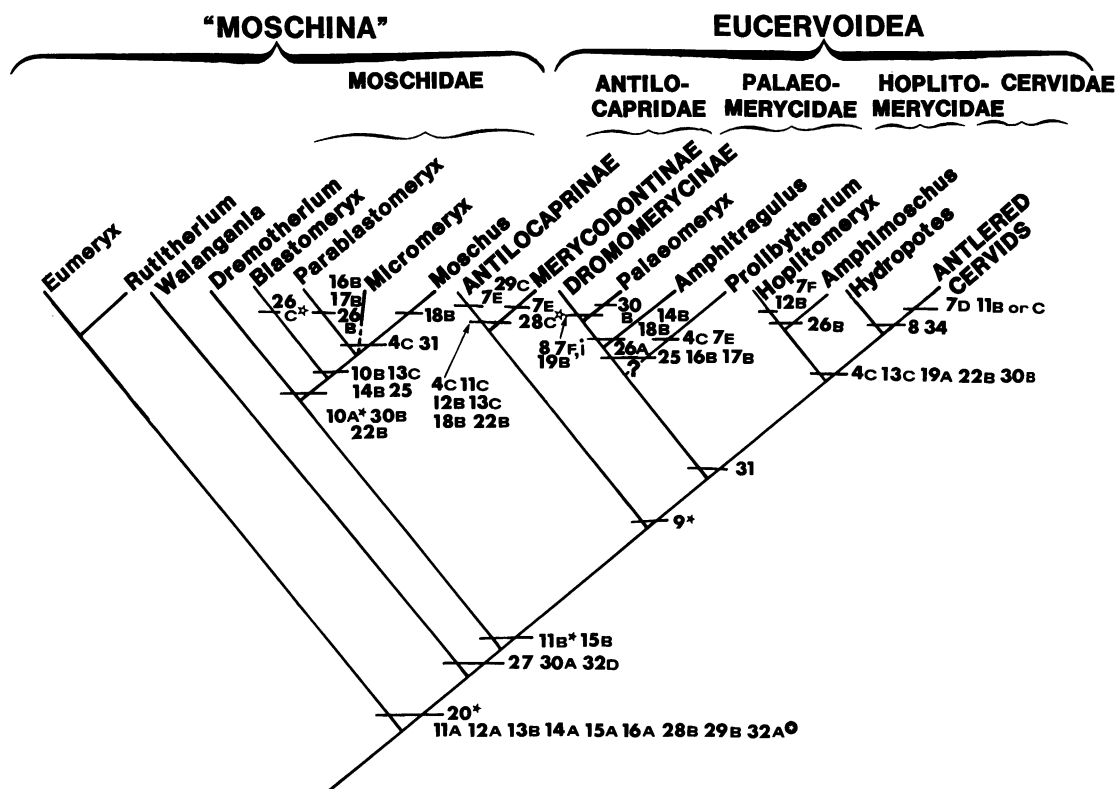 "MOSCHINA"
EUCERVOIDEA
MOSCHIDAE
ANTILO-
CAPRIDAE
PALAEO-
MERYCIDAE
HOPLITO-
MERYCIDAE
CERVIDAE
Eumeryx
Rutitherium
Walangania
Dremotherium
Blastomeryx
Parablastomeryx
Micromeryx
Moschus
ANTILOCAPRINAE
MERYCODONTINAE
DROMOMERYCINAE
Palaeomeryx
Amphitragulus
Prolibytherium
Hoplitomeryx
Amphimoschus
Hydropotes
ANTLERED
CERVIDS
26
C☆
16B
17B
26
B
18B
4C 31
10B 13C
14B 25
10A* 30B
22B
7E
29C
7E
28C☆
4C 11C
12B 13C
18B 22B
8 7F,i
19B
30
B
14B
18B
26A
?
4C 7E
25 16B 17B
7F
12B
26B
7D 11B or C
8 34
4C 13C 19A 22B 30B
31
9*
11B* 15B
27 30A 32D
20*
11A 12A 13B 14A 15A 16A 28B 29B 32A✪